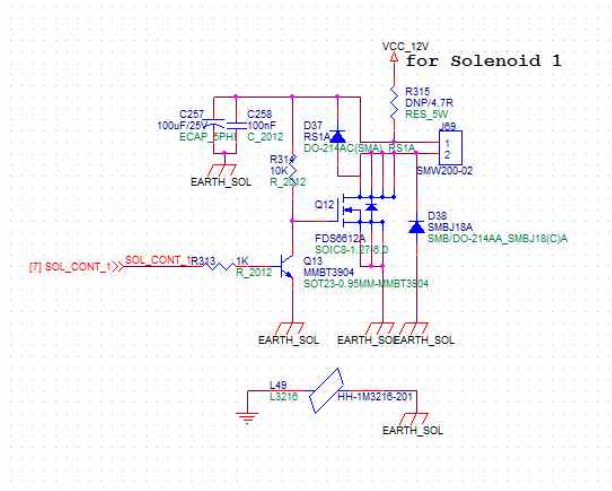 VCC_12V
for Solenoid 1
R315
DNP/4.7R
RES_5W
C257
100uF/25V
ECAP_5PHI
C258
100nF
C_2012
D37
RS1A
DO-214AC(SMA)_RS1A
J69
1
2
SMW200-02
EARTH_SOL
R314
10K
R_2012
Q12
FDS6612A
SOIC8-1.27-6.0
D38
SMBJ18A
SMB/DO-214AA_SMBJ18(C)A
[7] SOL_CONT_1
SOL_CONT_1
R313
1K
R_2012
Q13
MMBT3904
SOT23-0.95MM-MMBT3904
EARTH_SOL
EARTH_SOL
EARTH_SOL
L49
L3216
HH-1M3216-201
EARTH_SOL